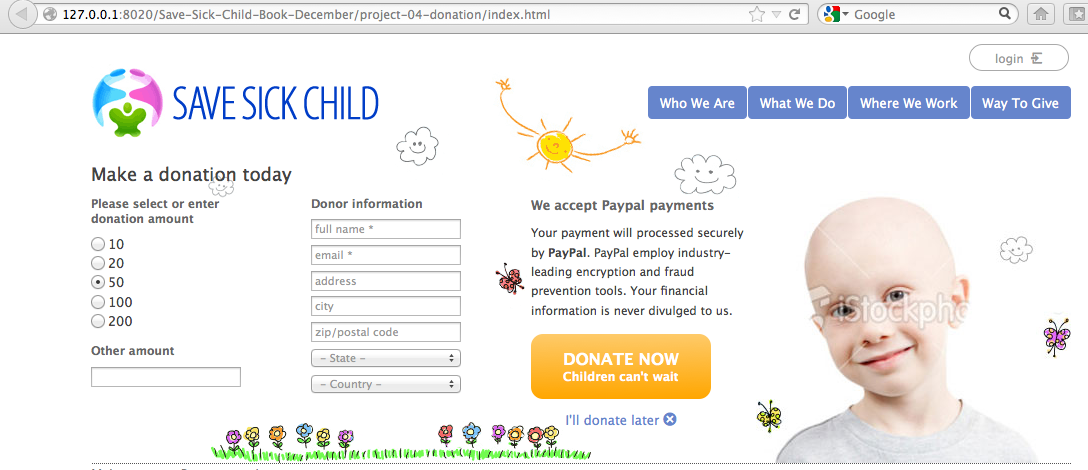 127.0.0.1:8020/Save-Sick-Child-Book-December/project-04-donation/index.html
Google
login
SAVE SICK CHILD
Who We Are
What We Do
Where We Work
Way To Give
Make a donation today
Please select or enter
donation amount
10
20
50
100
200
Other amount
Donor information
full name *
email *
address
city
zip/postal code
- State -
- Country -
We accept Paypal payments
Your payment will processed securely
by PayPal. PayPal employ industry-
leading encryption and fraud
prevention tools. Your financial
information is never divulged to us.
DONATE NOW
Children can't wait
I'll donate later
iStockpho